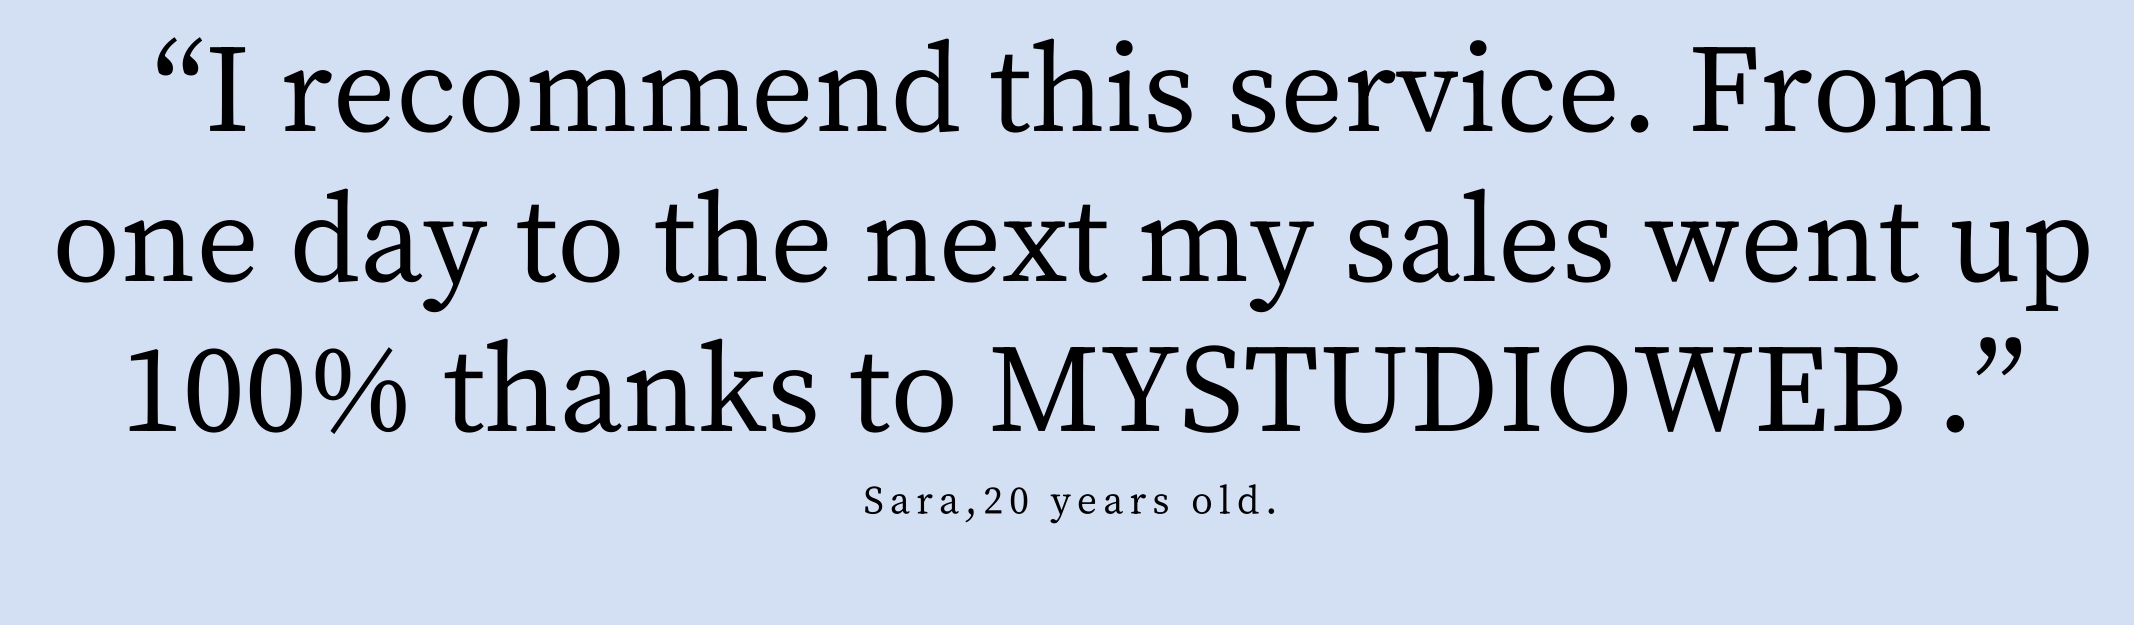 “I recommend this service. From
one day to the next my sales went up
100% thanks to MYSTUDIOWEB .”
Sara,20 years old.